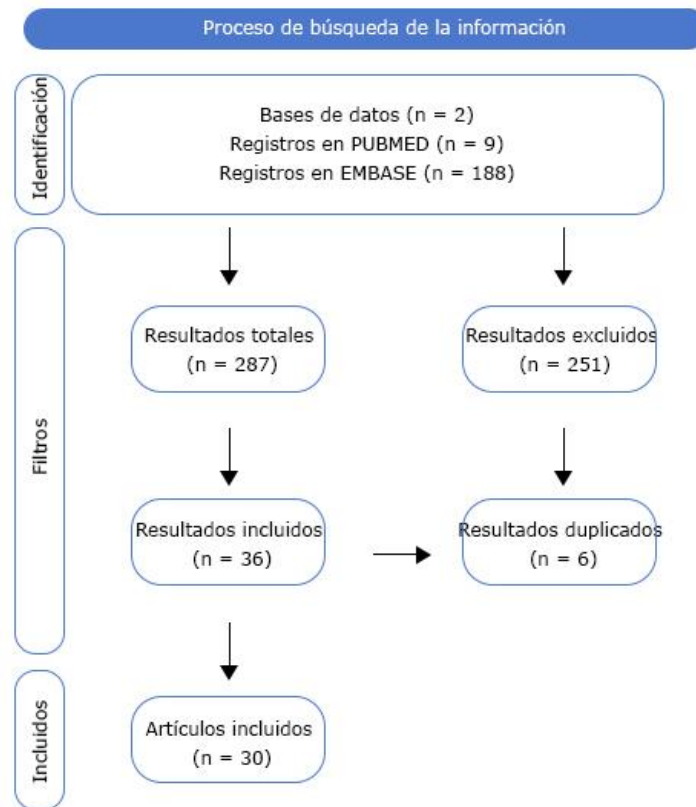 Proceso de búsqueda de la información
Identificación
Bases de datos (n = 2)
Registros en PUBMED (n = 9)
Registros en EMBASE (n = 188)
Filtros
Resultados totales
(n = 287)
Resultados excluidos
(n = 251)
Resultados incluidos
(n = 36)
Resultados duplicados
(n = 6)
Incluidos
Artículos incluidos
(n = 30)